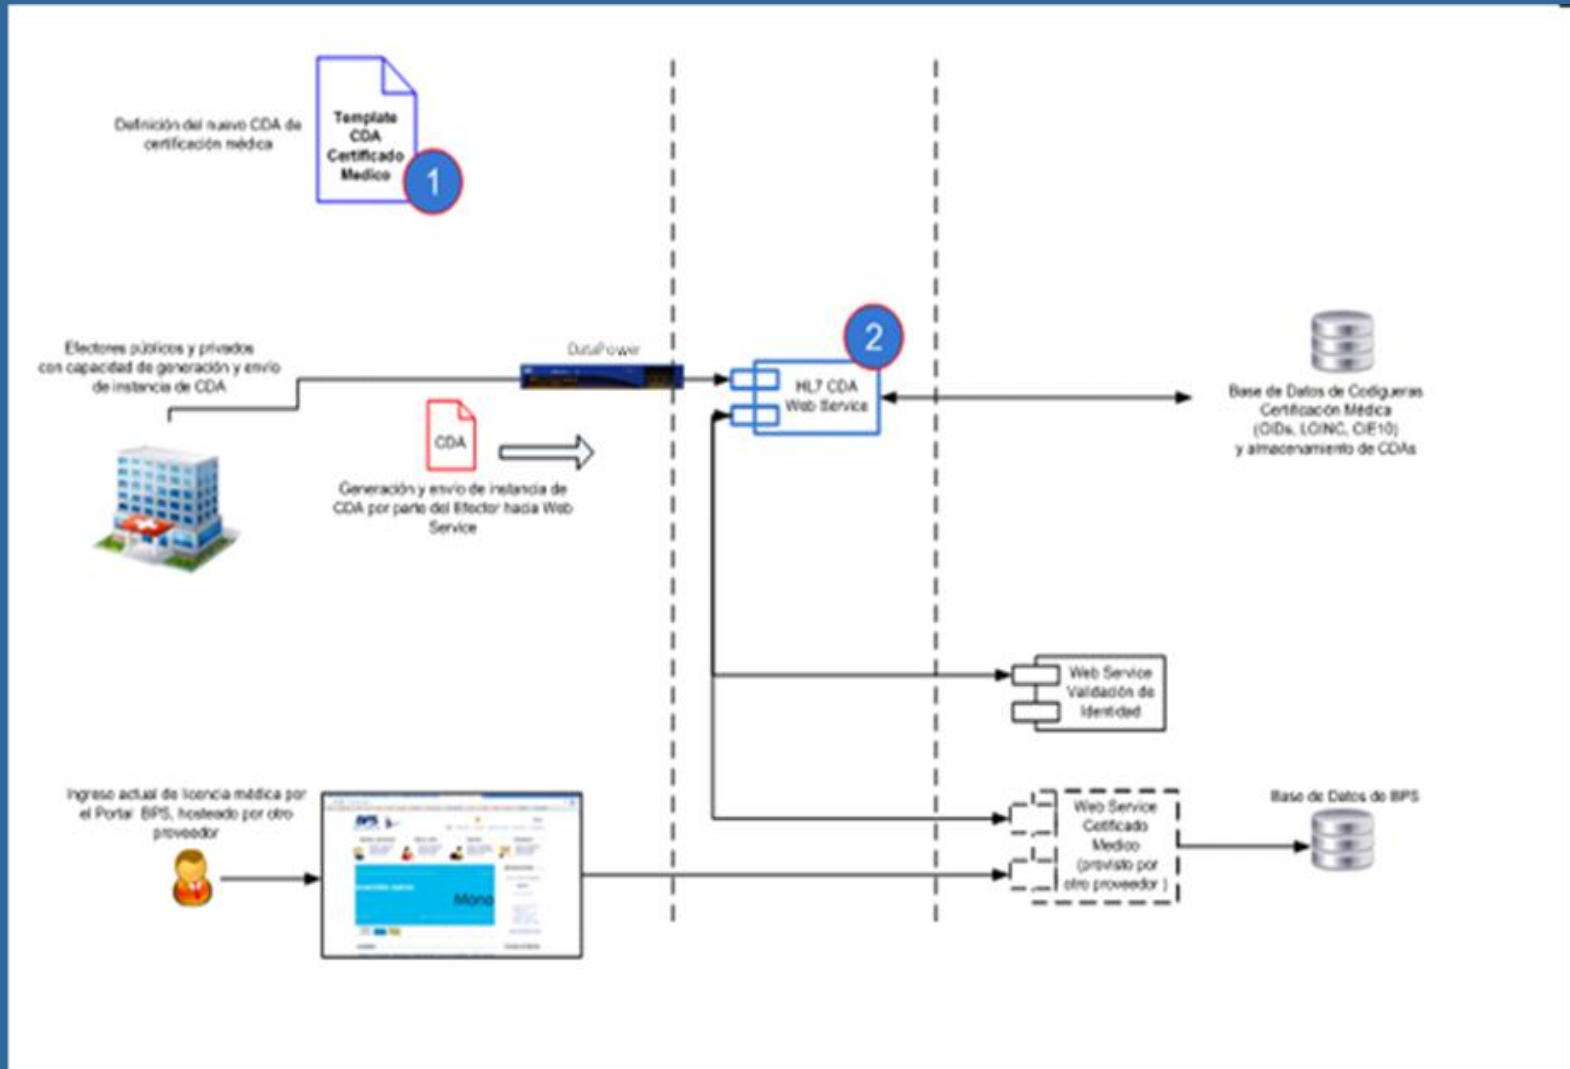 Definición del nuevo CDA de
certificación médica
Template
CDA
Certificado
Medico
1
Efectores públicos y privados
con capacidad de generación y envío
de instancia de CDA
DataPower
2
HL7 CDA
Web Service
Base de Datos de Codigueras
Certificación Médica
(OIDs, LOINC, CIE10)
y almacenamiento de CDAs
CDA
Generación y envío de instancia de
CDA por parte del Efector hacia Web
Service
Web Service
Validación de
Identidad
Ingreso actual de licencia médica por
el Portal BPS, hosteado por otro
proveedor
BPS
Mono
Web Service
Certificado
Medico
(provisto por
otro proveedor )
Base de Datos de BPS